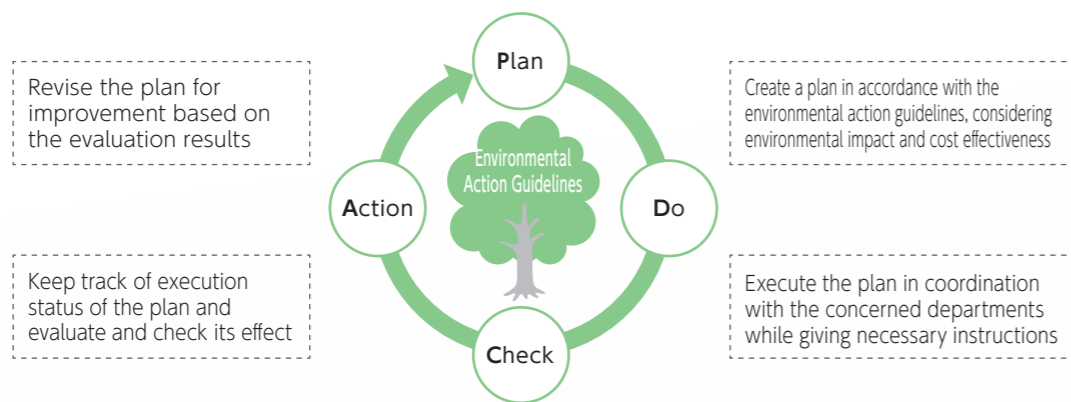 Plan
Revise the plan for
improvement based on
the evaluation results
Create a plan in accordance with the
environmental action guidelines, considering
environmental impact and cost effectiveness
Environmental
Action Guidelines
Action
Do
Keep track of execution
status of the plan and
evaluate and check its effect
Execute the plan in coordination
with the concerned departments
while giving necessary instructions
Check